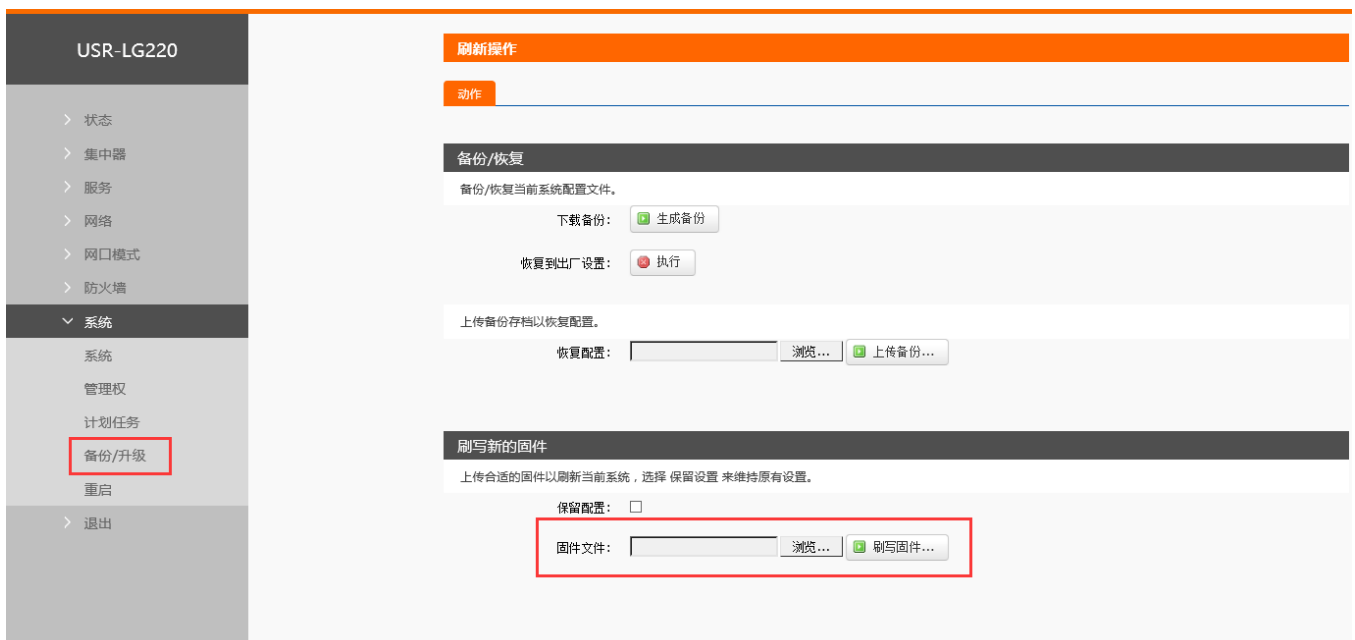 USR-LG220
状态
集中器
服务
网络
网口模式
防火墙
系统
系统
管理权
计划任务
备份/升级
重启
退出
刷新操作
动作
备份/恢复
备份/恢复当前系统配置文件。
下载备份： 生成备份
恢复到出厂设置： 执行
上传备份存档以恢复配置。
恢复配置： 浏览... 上传备份...
刷写新的固件
上传合适的固件以刷新当前系统，选择 保留设置 来维持原有设置。
保留配置：
固件文件： 浏览... 刷写固件...